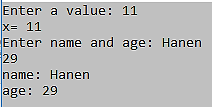 Enter a value: 11
x= 11
Enter name and age: Hanen
29
name: Hanen
age: 29